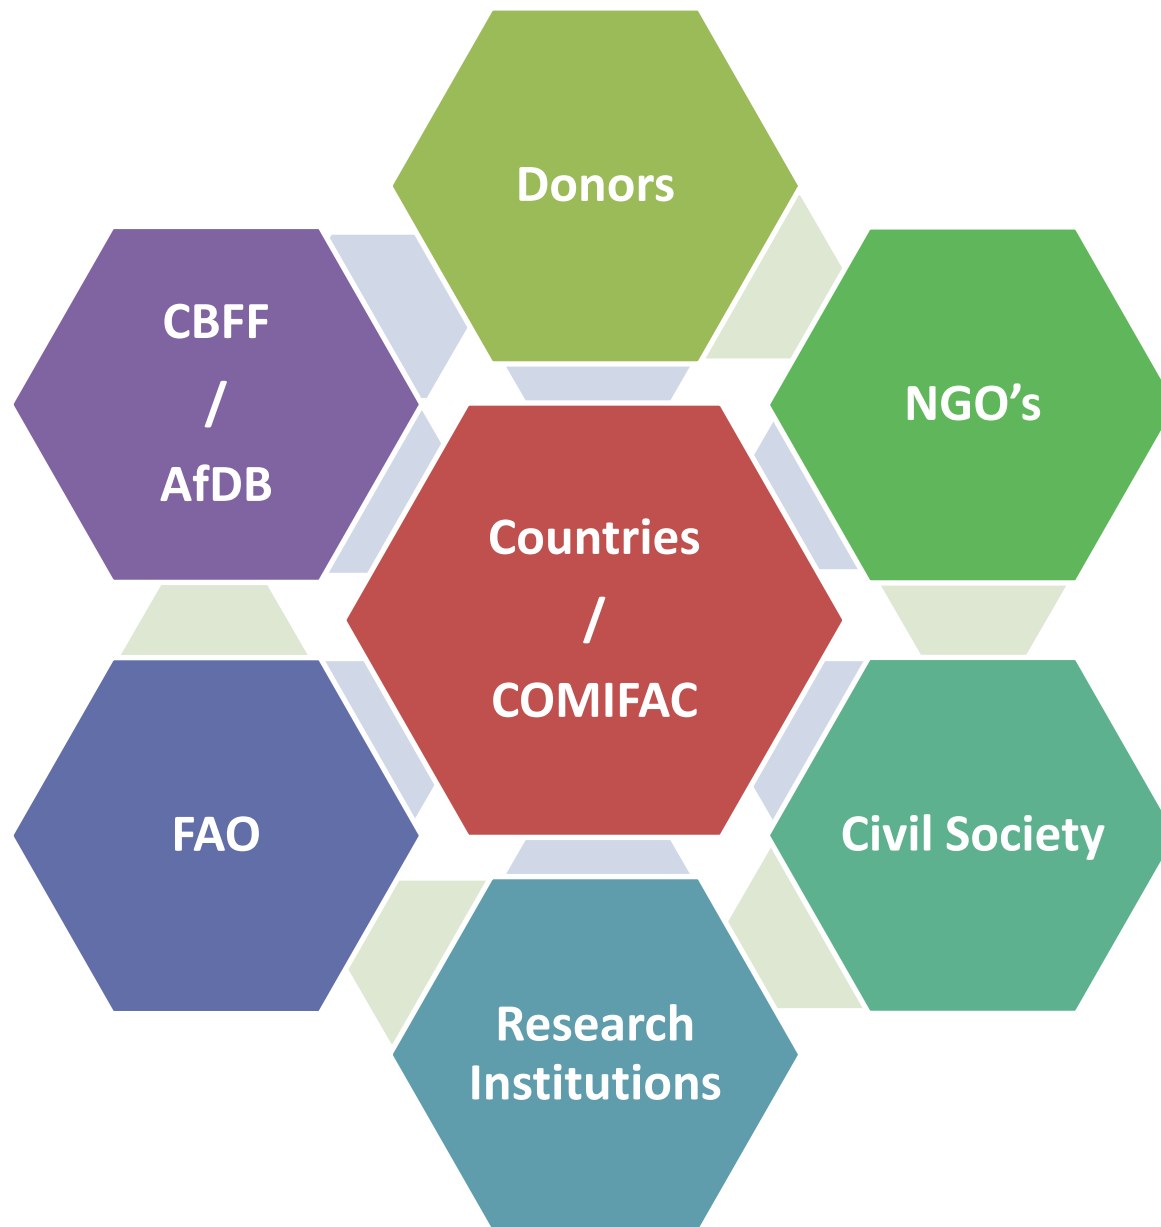 Donors
CBFF
/
AfDB
NGO’s
Countries
/
COMIFAC
FAO
Civil Society
Research
Institutions